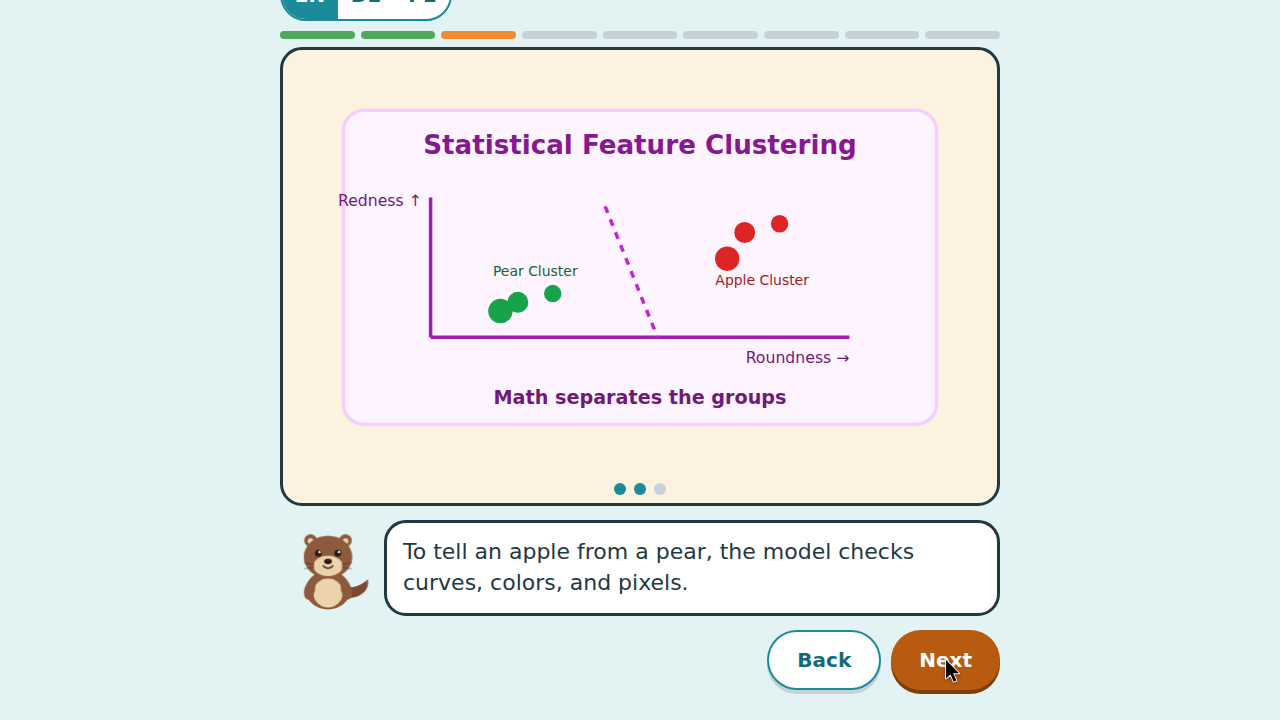 Statistical Feature Clustering
Redness ↑
Pear Cluster
Apple Cluster
Roundness →
Math separates the groups
To tell an apple from a pear, the model checks
curves, colors, and pixels.
Back
Next